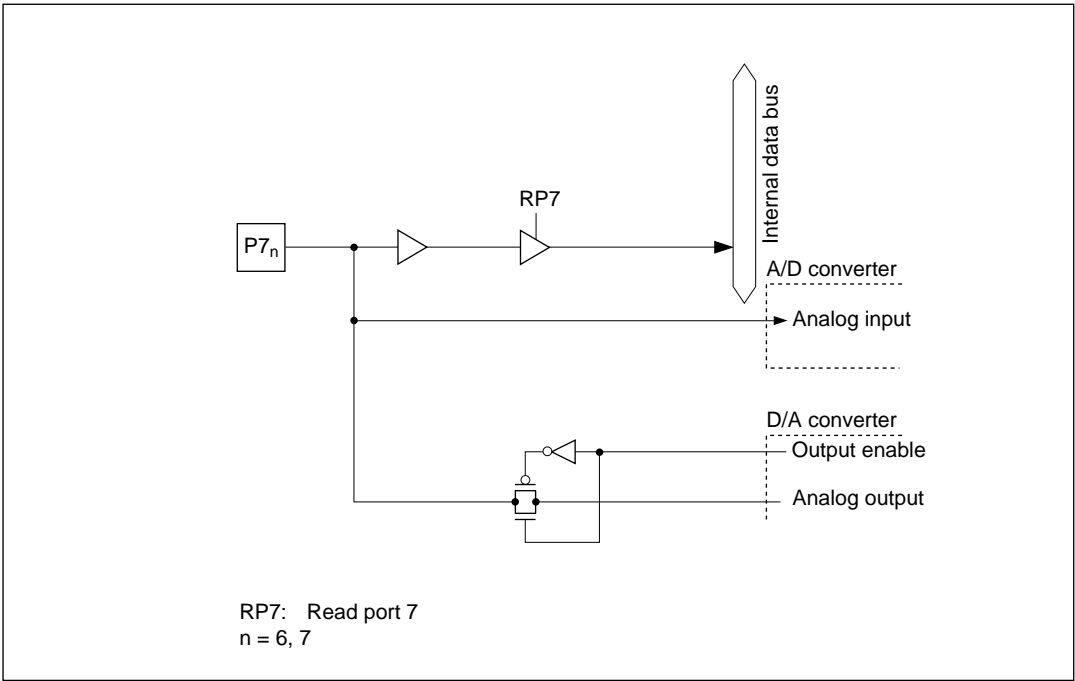 Internal data bus
RP7
P7n
A/D converter
Analog input
D/A converter
Output enable
Analog output
RP7: Read port 7
n = 6, 7